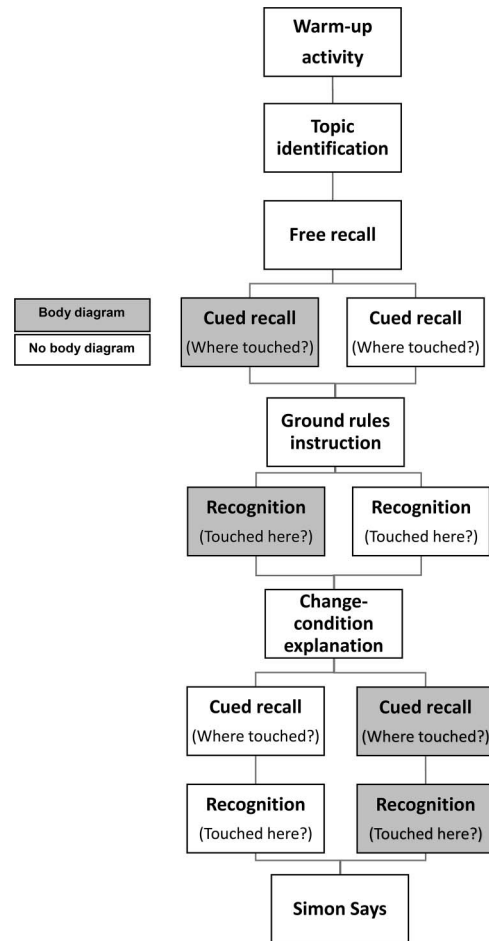 Warm-up
activity
Topic
identification
Free recall
Body diagram
No body diagram
Cued recall
(Where touched?)
Cued recall
(Where touched?)
Ground rules
instruction
Recognition
(Touched here?)
Recognition
(Touched here?)
Change-
condition
explanation
Cued recall
(Where touched?)
Cued recall
(Where touched?)
Recognition
(Touched here?)
Recognition
(Touched here?)
Simon Says